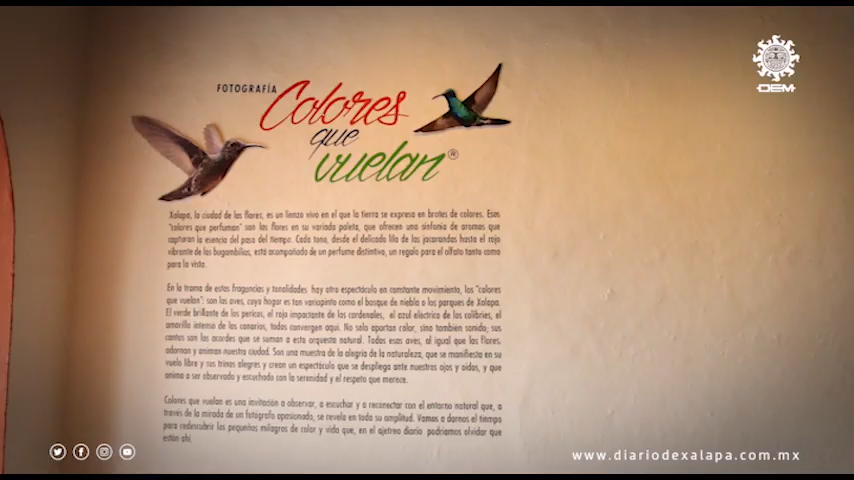 FOTOGRAFÍA
Colores
que
vuelan®
OEM
Xalapa, la ciudad de las flores, es un lienzo vivo en el que la tierra se expresa en brotes de colores. Esos
"colores que perfuman" son las flores en su variada paleta, que ofrecen una sinfonía de aromas que
capturan la esencia del paso del tiempo. Cada tono, desde el delicado lila de las jacarandas hasta el rojo
vibrante de las bugambilias, está acompañado de un perfume distintivo, un regalo para el olfato tanto como
para la vista.
En la trama de estas fragancias y tonalidades hay otro espectáculo en constante movimiento, los "colores
que vuelan": son las aves, cuyo hogar es tan variopinto como el bosque de niebla o los parques de Xalapa.
El verde brillante de los pericos, el rojo impactante de los cardenales, el azul eléctrico de los colibríes, el
amarillo intenso de los canarios, todos convergen aquí. No solo aportan color, sino también sonido; sus
cantos son los acordes que se suman a esta orquesta natural. Todas esas aves, al igual que las flores,
adornan y animan nuestra ciudad. Son una muestra de la alegría de la naturaleza, que se manifiesta en su
vuelo libre y sus trinos alegres y crean un espectáculo que se despliega ante nuestros ojos y oídos, y que
anima a ser observado y escuchado con la serenidad y el respeto que merece.
Colores que vuelan es una invitación a observar, a escuchar y a reconectar con el entorno natural que, a
través de la mirada de un fotógrafo apasionado, se revela en toda su amplitud. Vamos a darnos el tiempo
para redescubrir los pequeños milagros de color y vida que, en el ajetreo diario podríamos olvidar que
están ahí.
www.diariodexalapa.com.mx